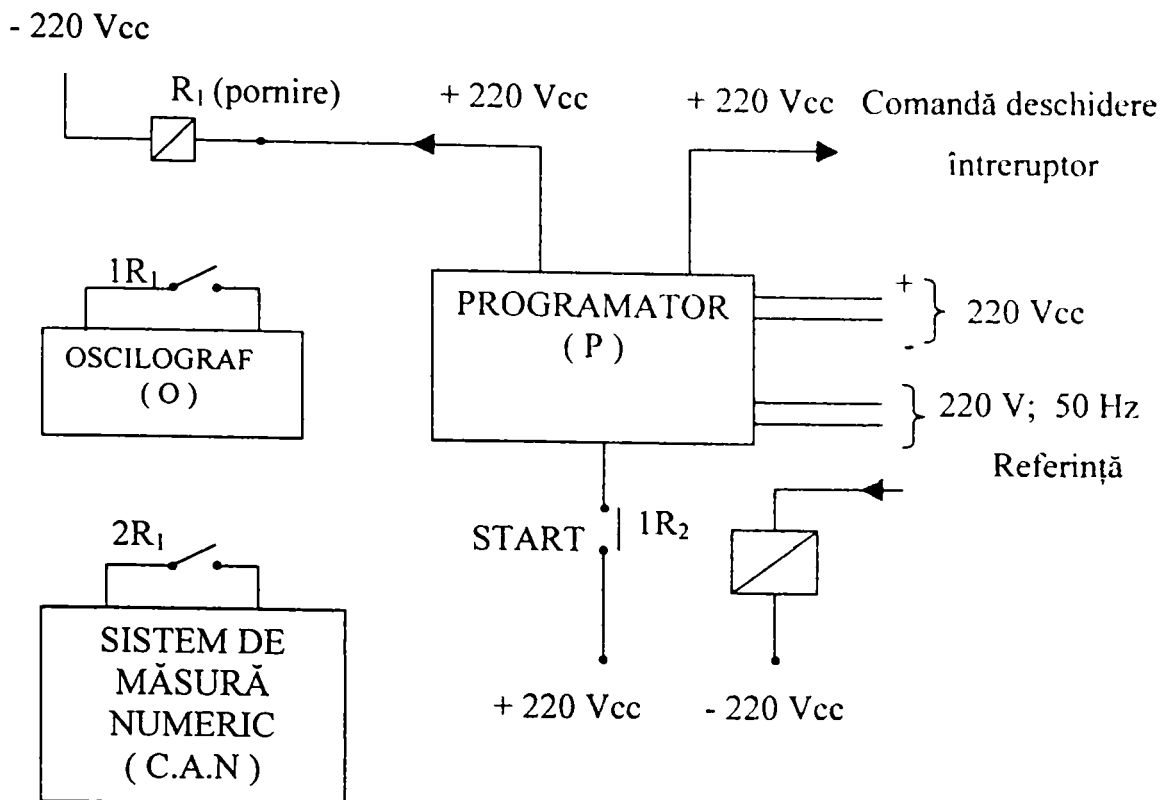 - 220 Vcc
R₁ (pornire)
+ 220 Vcc
+ 220 Vcc
Comandă deschidere
întreruptor
1R₁
OSCILOGRAF
( O )
PROGRAMATOR
( P )
+
-
220 Vcc
220 V; 50 Hz
Referință
START
1R₂
2R₁
SISTEM DE
MĂSURĂ
NUMERIC
( C.A.N )
+ 220 Vcc
- 220 Vcc